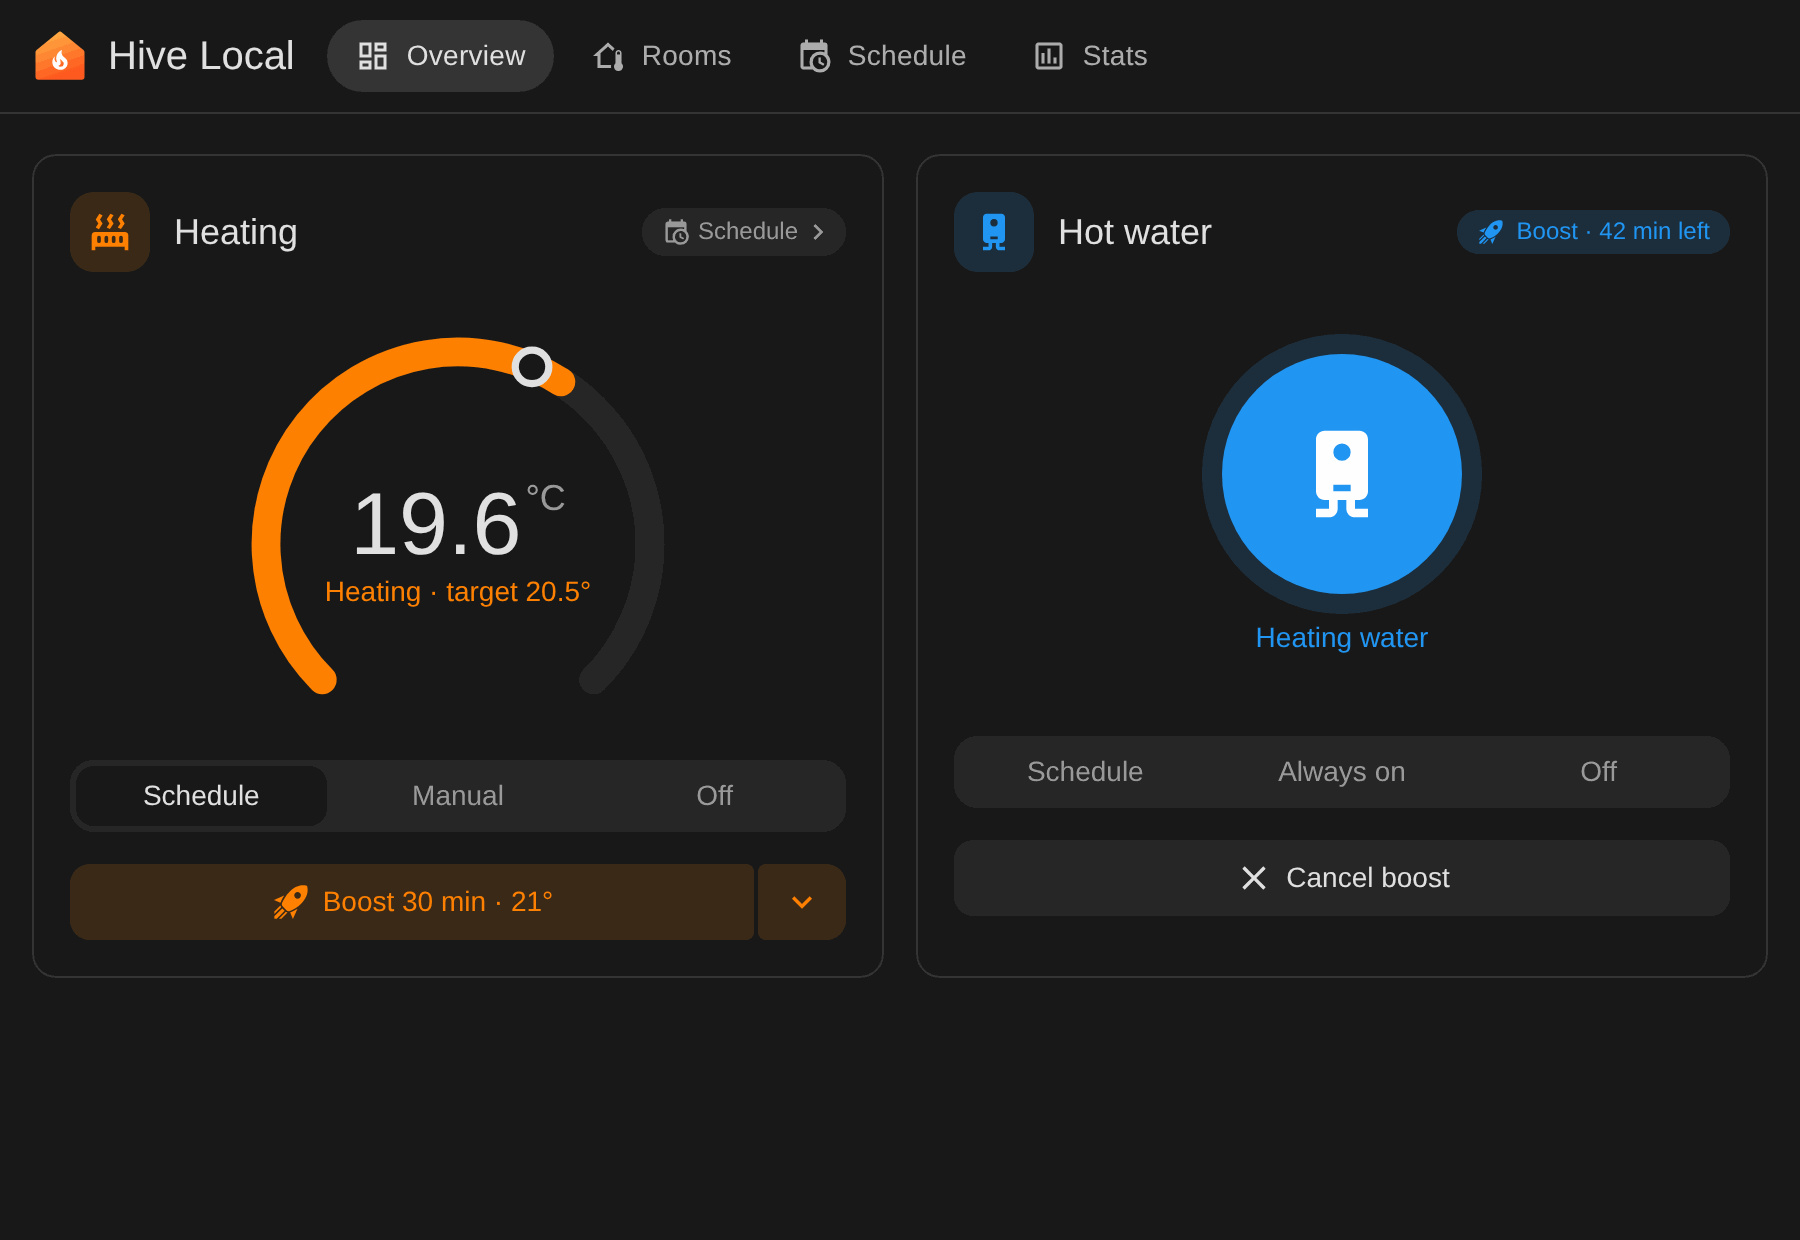 Hive Local
Overview
Rooms
Schedule
Stats
Heating
Schedule
19.6 °C
Heating · target 20.5°
Schedule
Manual
Off
Boost 30 min · 21°
Hot water
Boost · 42 min left
Heating water
Schedule
Always on
Off
Cancel boost